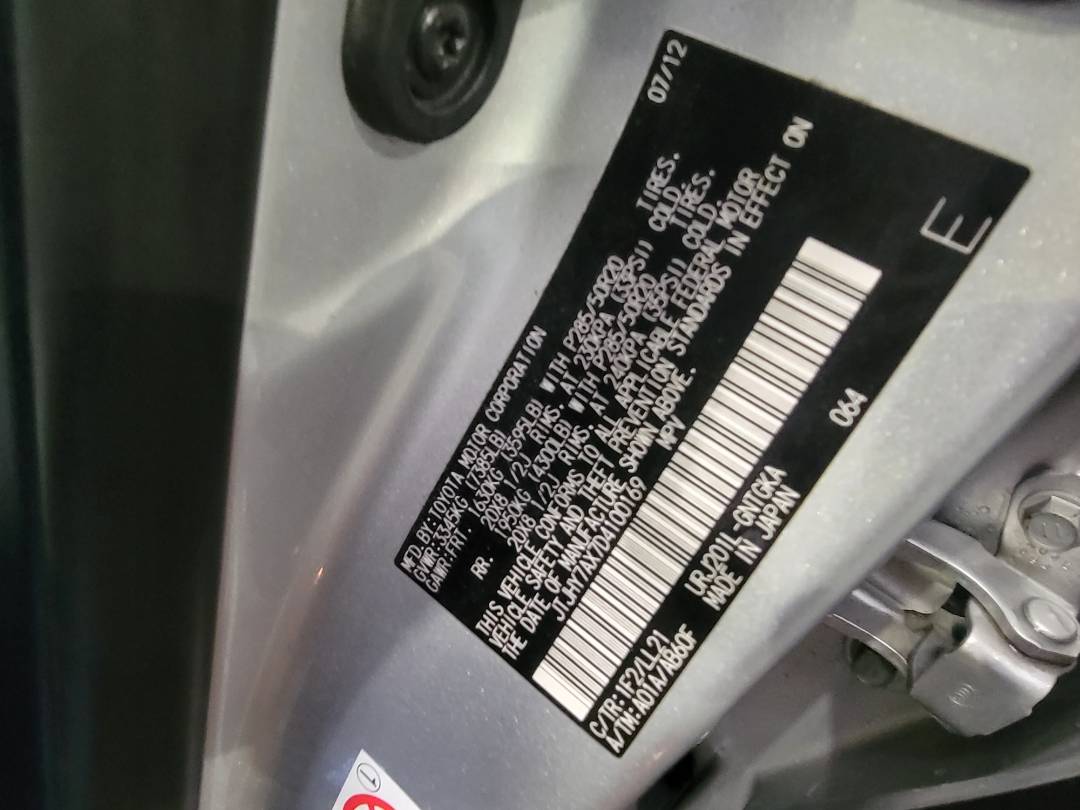 MFD.BY:TOYOTA MOTOR CORPORATION 07/12
GVWR:3345KG (7385LB)
GAWR:FRT. 1630KG (3595LB) WITH P285/50R20 TIRES.
20X8 1/2J RIMS. AT 230KPA (33PSI) COLD.
RR. 1950KG (4300LB) WITH P285/50R20 TIRES.
20X8 1/2J RIMS. AT 240KPA (35PSI) COLD.
THIS VEHICLE CONFORMS TO ALL APPLICABLE FEDERAL MOTOR
VEHICLE SAFETY AND THEFT PREVENTION STANDARDS IN EFFECT ON
THE DATE OF MANUFACTURE SHOWN ABOVE.
JTJHY7AX7D4100169 MPV
C/TR:1F2/LL21 URJ201L-GNTGKA 064
A/TM:A01A/AB60F MADE IN JAPAN
E
1